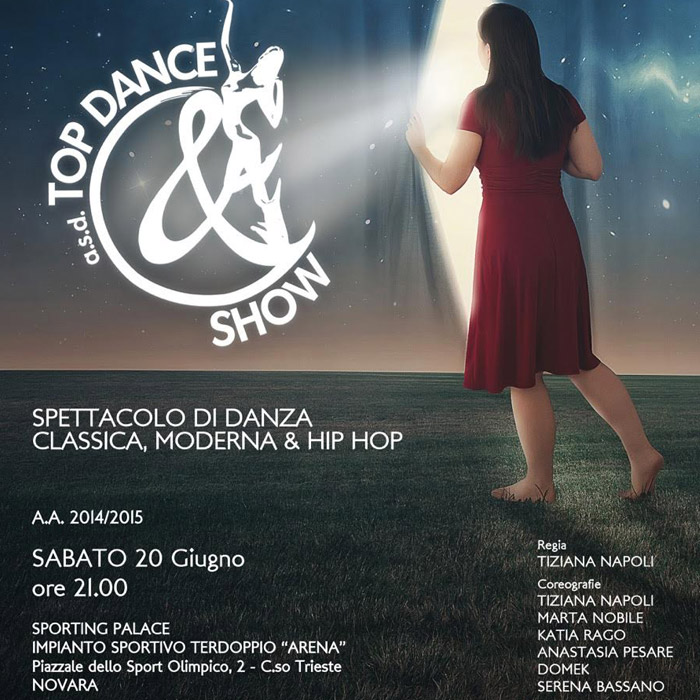 a.s.d. TOP DANCE
&
SHOW
SPETTACOLO DI DANZA
CLASSICA, MODERNA & HIP HOP
A.A. 2014/2015
SABATO 20 Giugno
ore 21.00
SPORTING PALACE
IMPIANTO SPORTIVO TERDOPPIO “ARENA”
Piazzale dello Sport Olimpico, 2 - C.so Trieste
NOVARA
Regia
TIZIANA NAPOLI
Coreografie
TIZIANA NAPOLI
MARTA NOBILE
KATIA RAGO
ANASTASIA PESARE
DOMEK
SERENA BASSANO